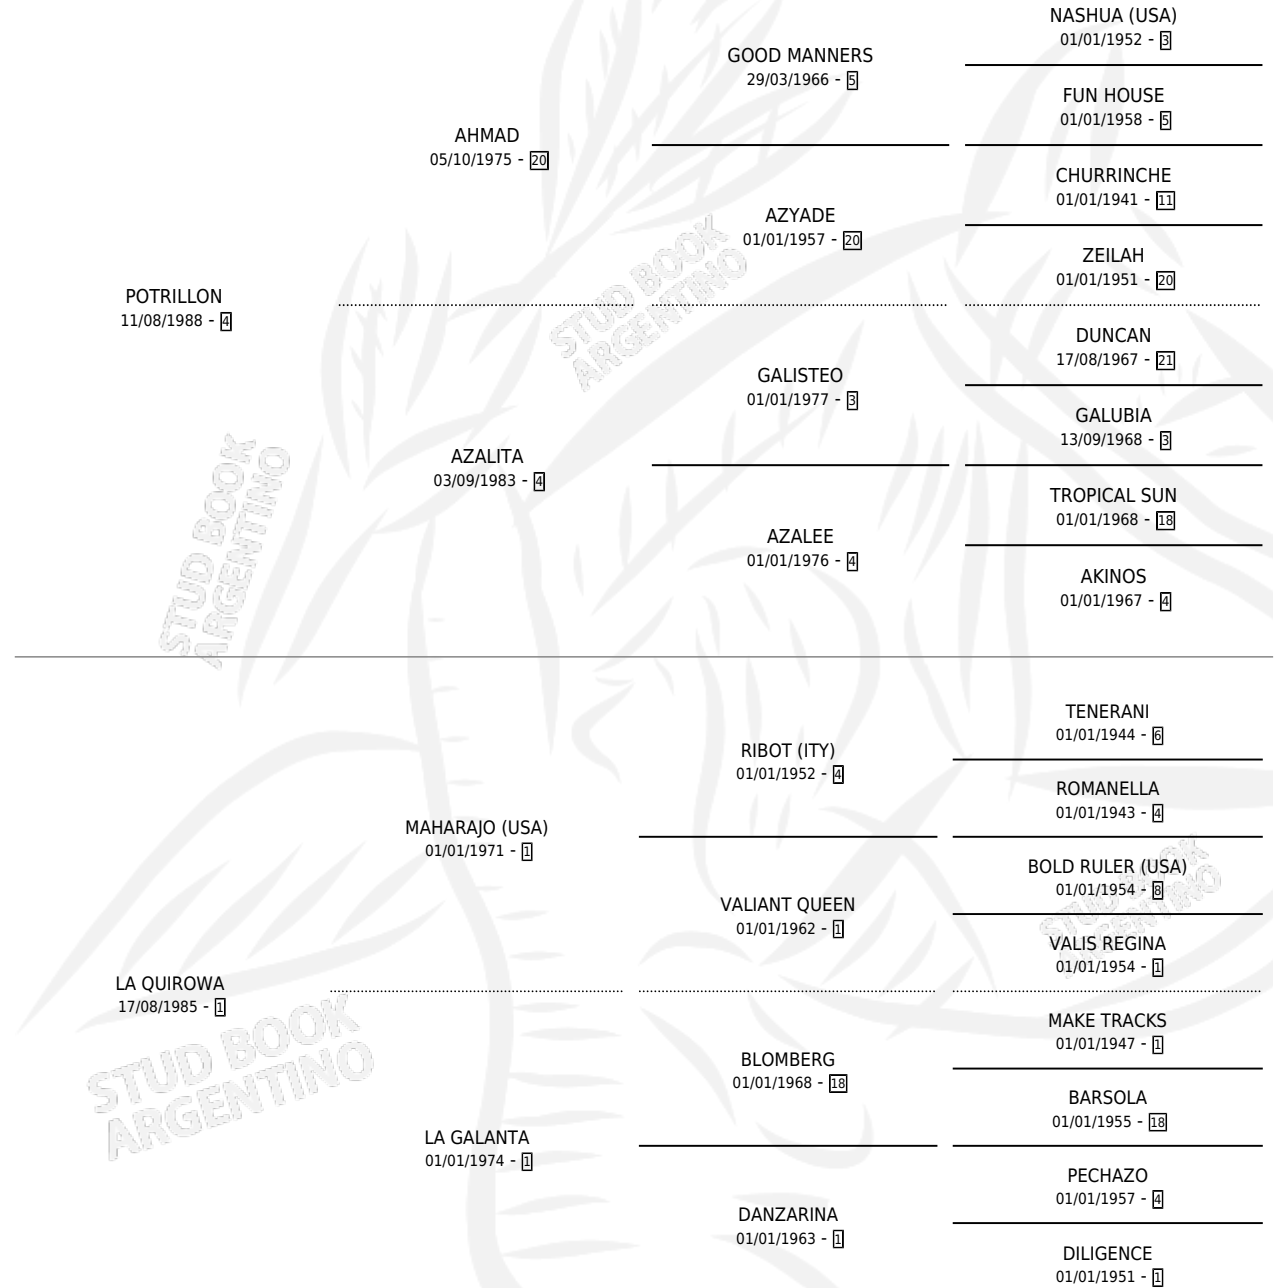 NASHUA (USA)
01/01/1952 - 3
GOOD MANNERS
29/03/1966 - 5
FUN HOUSE
01/01/1958 - 5
AHMAD
05/10/1975 - 20
CHURRINCHE
01/01/1941 - 11
AZYADE
01/01/1957 - 20
ZEILAH
01/01/1951 - 20
POTRILLON
11/08/1988 - 4
STUD BOOK
ARGENTINO
DUNCAN
17/08/1967 - 21
GALISTEO
01/01/1977 - 3
GALUBIA
13/09/1968 - 3
AZALITA
03/09/1983 - 4
STUD BOOK
ARGENTINO
TROPICAL SUN
01/01/1968 - 18
AZALEE
01/01/1976 - 4
AKINOS
01/01/1967 - 4
TENERANI
01/01/1944 - 6
RIBOT (ITY)
01/01/1952 - 4
ROMANELLA
01/01/1943 - 4
MAHARAJO (USA)
01/01/1971 - 1
BOLD RULER (USA)
01/01/1954 - 8
STUD BOOK
ARGENTINO
VALIANT QUEEN
01/01/1962 - 1
VALIS REGINA
01/01/1954 - 1
LA QUIROWA
17/08/1985 - 1
STUD BOOK
ARGENTINO
MAKE TRACKS
01/01/1947 - 1
BLOMBERG
01/01/1968 - 18
BARSOLA
01/01/1955 - 18
LA GALANTA
01/01/1974 - 1
PECHAZO
01/01/1957 - 4
DANZARINA
01/01/1963 - 1
DILIGENCE
01/01/1951 - 1